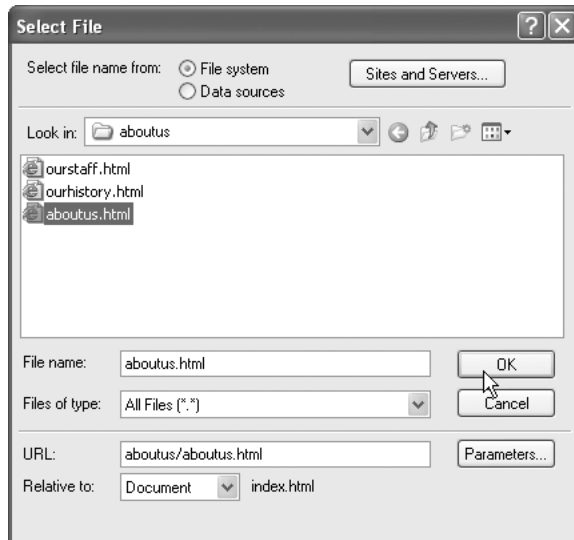 Select File
Select file name from: File system Sites and Servers...
Data sources
Look in: aboutus
ourstaff.html
ourhistory.html
aboutus.html
File name: aboutus.html OK
Files of type: All Files (*.*) Cancel
URL: aboutus/aboutus.html Parameters...
Relative to: Document index.html